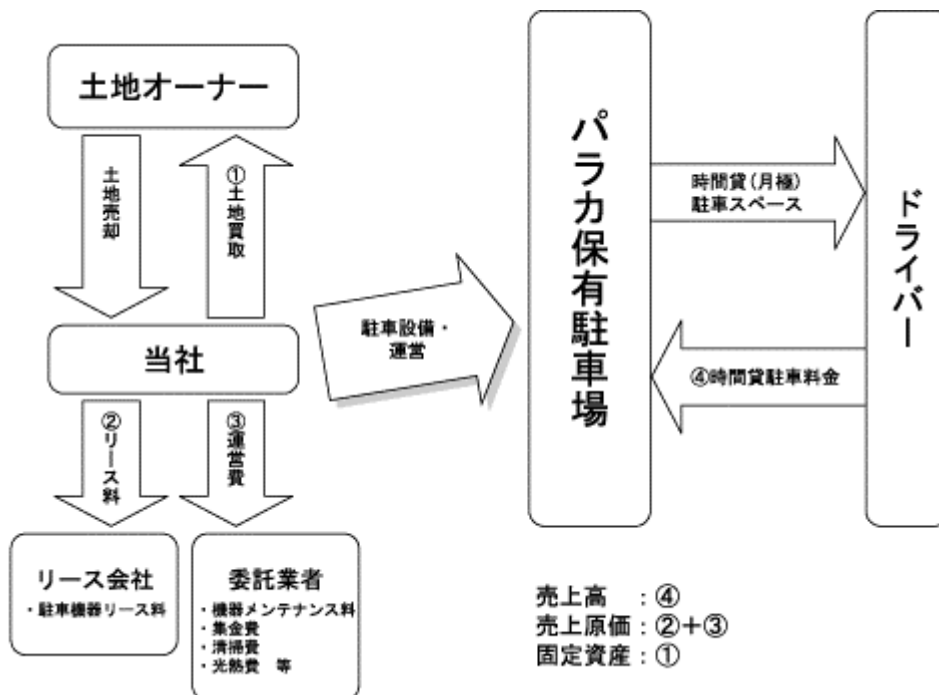 土地オーナー
土地売却
①土地買取
当社
②リース料
③運営費
リース会社
・駐車機器リース料
委託業者
・機器メンテナンス料
・集金費
・清掃費
・光熱費 等
駐車設備・
運営
パラカ保有駐車場
時間貸(月極)
駐車スペース
④時間貸駐車料金
ドライバー
売上高 :④
売上原価:②+③
固定資産:①